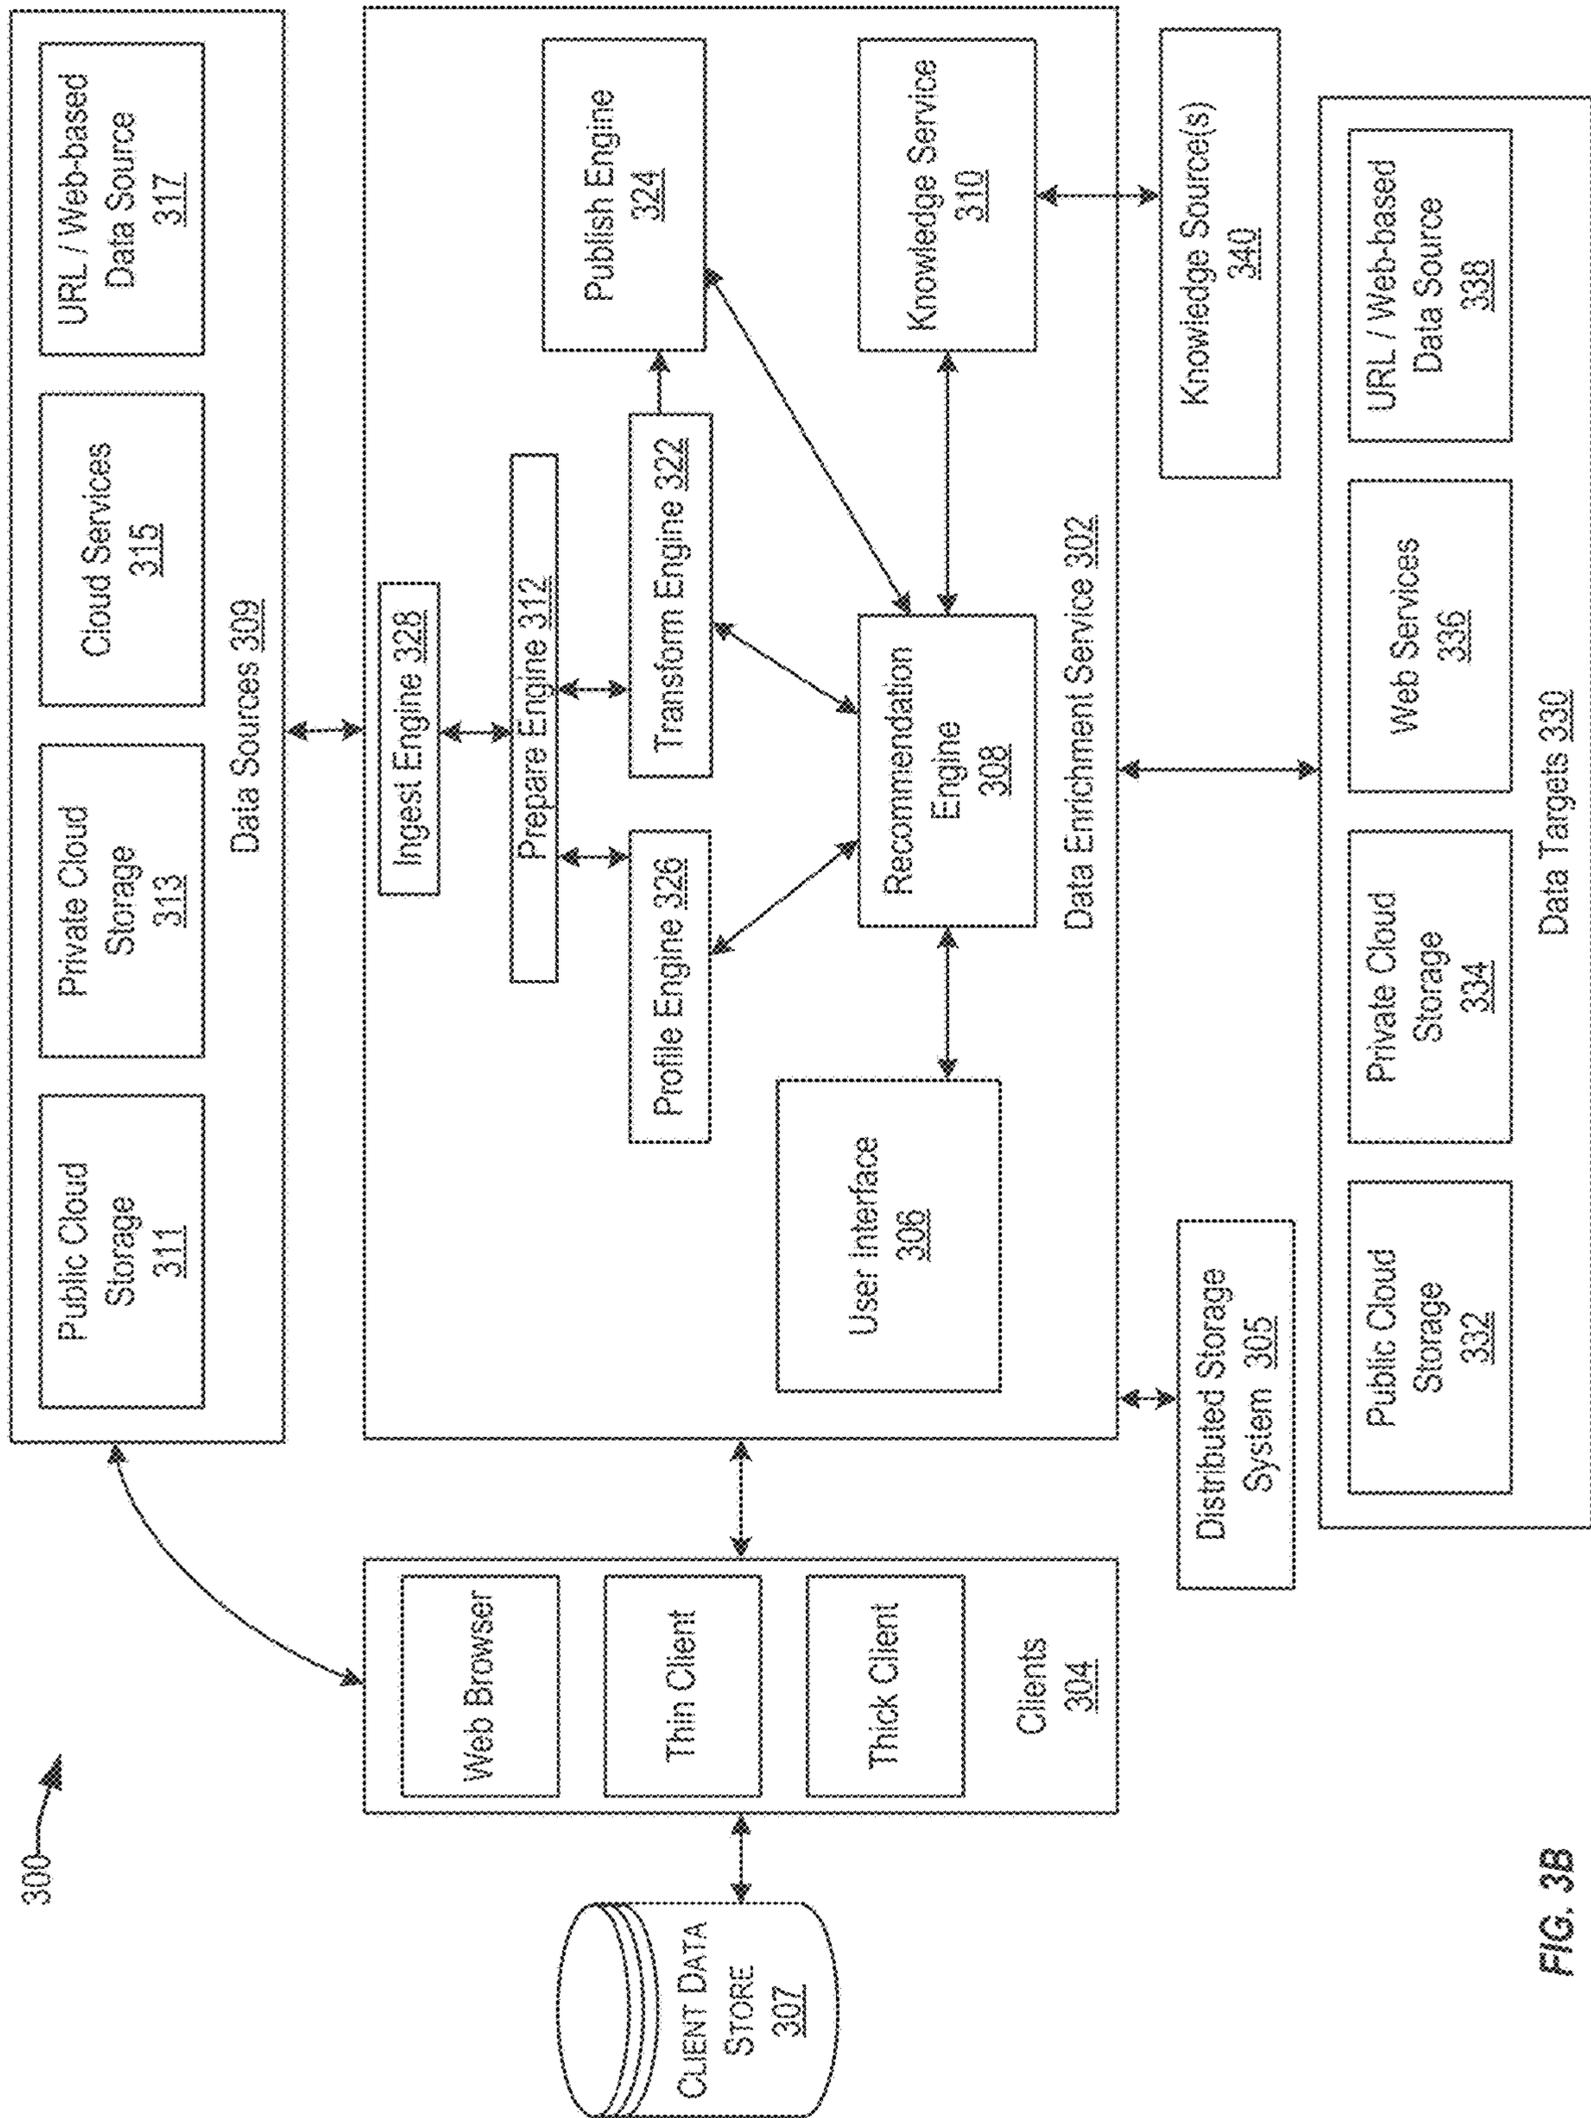 300
Public Cloud
Storage
311
Private Cloud
Storage
313
Cloud Services
315
URL / Web-based
Data Source
317
Data Sources 309
Web Browser
Thin Client
Thick Client
Clients
304
CLIENT DATA
STORE
307
Ingest Engine 328
Prepare Engine 312
Profile Engine 326
Transform Engine 322
Publish Engine
324
User Interface
306
Recommendation
Engine
308
Knowledge Service
310
Data Enrichment Service 302
Distributed Storage
System 305
Knowledge Source(s)
340
Public Cloud
Storage
332
Private Cloud
Storage
334
Web Services
336
URL / Web-based
Data Source
338
Data Targets 330
FIG. 3B